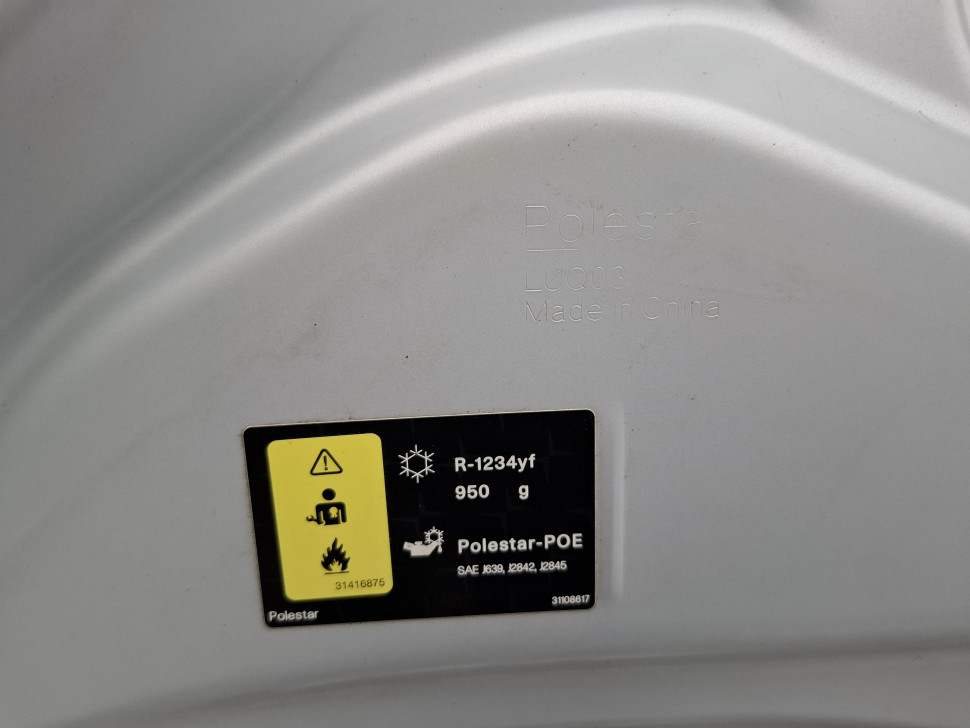 Polestar
LUQ03
Made in China
R-1234yf
950 g
Polestar-POE
SAE J639, J2842, J2845
31416875
31108617
Polestar